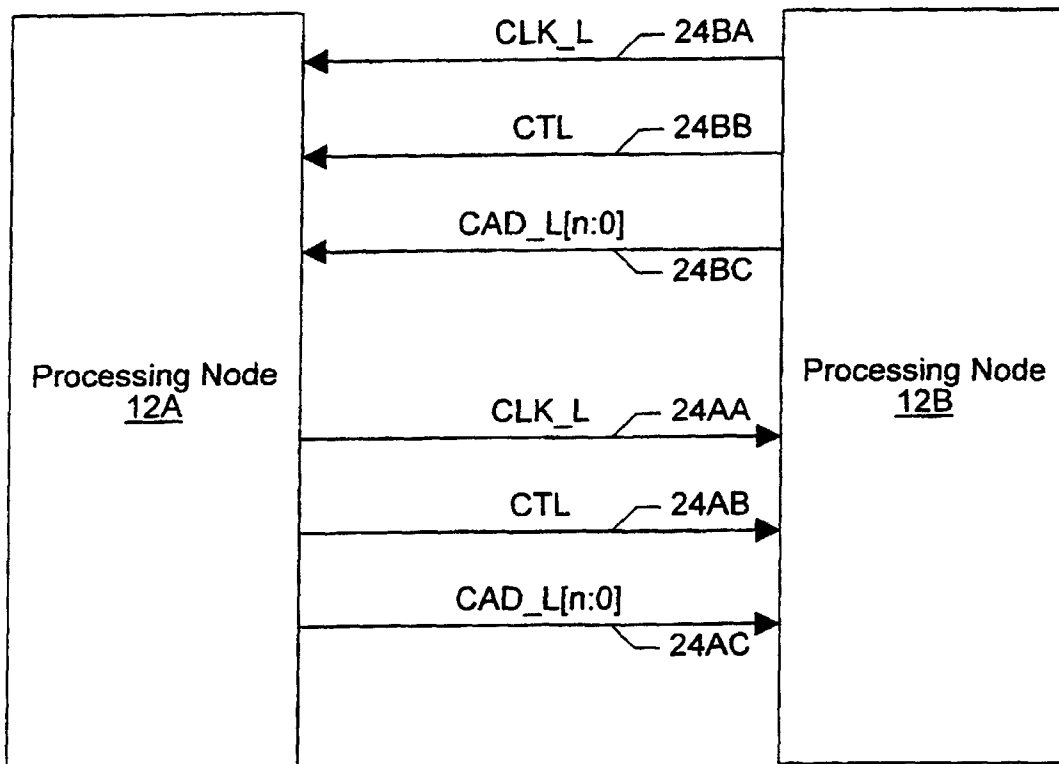 CLK_L 24BA
CTL 24BB
CAD_L[n:0]
24BC
Processing Node
12A
Processing Node
12B
CLK_L 24AA
CTL 24AB
CAD_L[n:0]
24AC